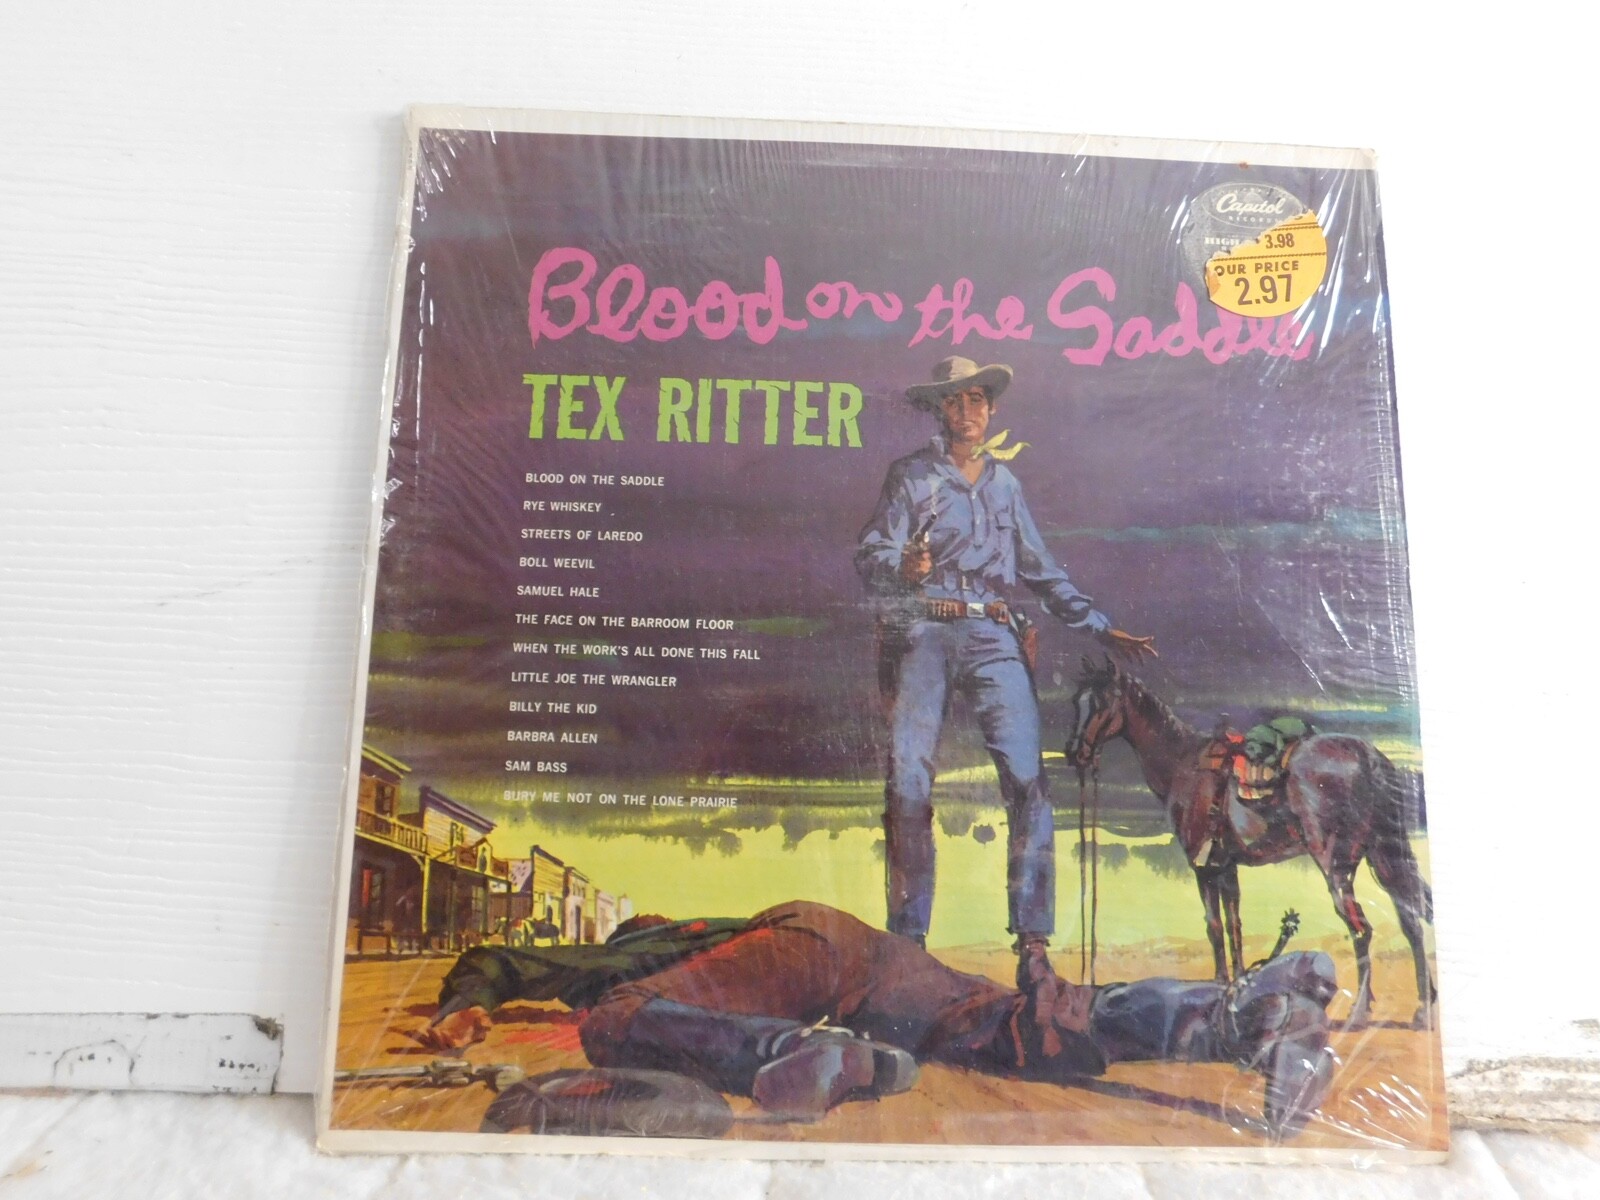 Capitol
RECORDS
HIGH
3.98
OUR PRICE
2.97
Blood on the Saddle
TEX RITTER
BLOOD ON THE SADDLE
RYE WHISKEY
STREETS OF LAREDO
BOLL WEEVIL
SAMUEL HALE
THE FACE ON THE BARROOM FLOOR
WHEN THE WORK'S ALL DONE THIS FALL
LITTLE JOE THE WRANGLER
BILLY THE KID
BARBRA ALLEN
SAM BASS
BURY ME NOT ON THE LONE PRAIRIE